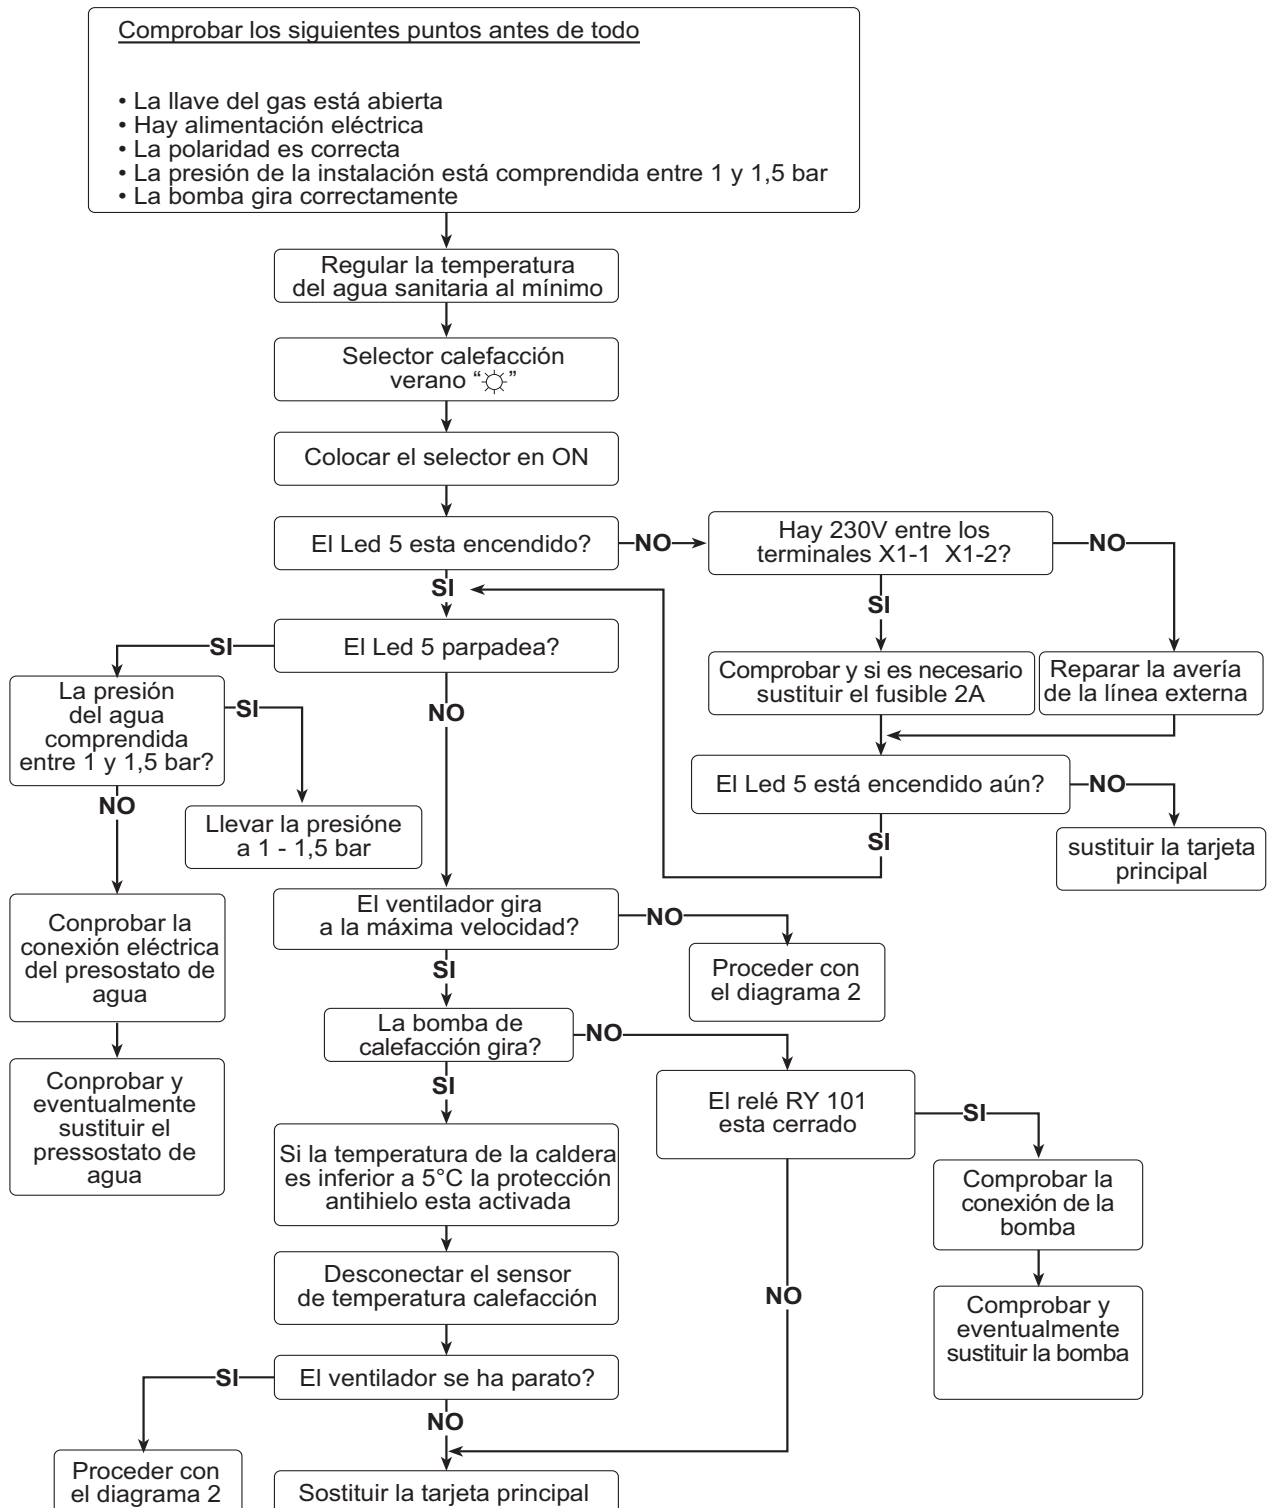 Comprobar los siguientes puntos antes de todo
• La llave del gas está abierta
• Hay alimentación eléctrica
• La polaridad es correcta
• La presión de la instalación está comprendida entre 1 y 1,5 bar
• La bomba gira correctamente
Regular la temperatura
del agua sanitaria al mínimo
Selector calefacción
verano “☼”
Colocar el selector en ON
El Led 5 esta encendido?
NO
Hay 230V entre los
terminales X1-1 X1-2?
NO
SI
SI
El Led 5 parpadea?
SI
Comprobar y si es necesario
sustituir el fusible 2A
Reparar la avería
de la línea externa
La presión
del agua
comprendida
entre 1 y 1,5 bar?
SI
NO
El Led 5 está encendido aún?
NO
NO
Llevar la presióne
a 1 - 1,5 bar
SI
sustituir la tarjeta
principal
El ventilador gira
a la máxima velocidad?
NO
Conprobar la
conexión eléctrica
del presostato de
agua
Proceder con
el diagrama 2
SI
La bomba de
calefacción gira?
NO
Conprobar y
eventualmente
sustituir el
pressostato de
agua
SI
El relé RY 101
esta cerrado
SI
Si la temperatura de la caldera
es inferior a 5°C la protección
antihielo esta activada
Comprobar la
conexión de la
bomba
Desconectar el sensor
de temperatura calefacción
NO
Comprobar y
eventualmente
sustituir la bomba
El ventilador se ha parato?
SI
NO
Proceder con
el diagrama 2
Sostituir la tarjeta principal